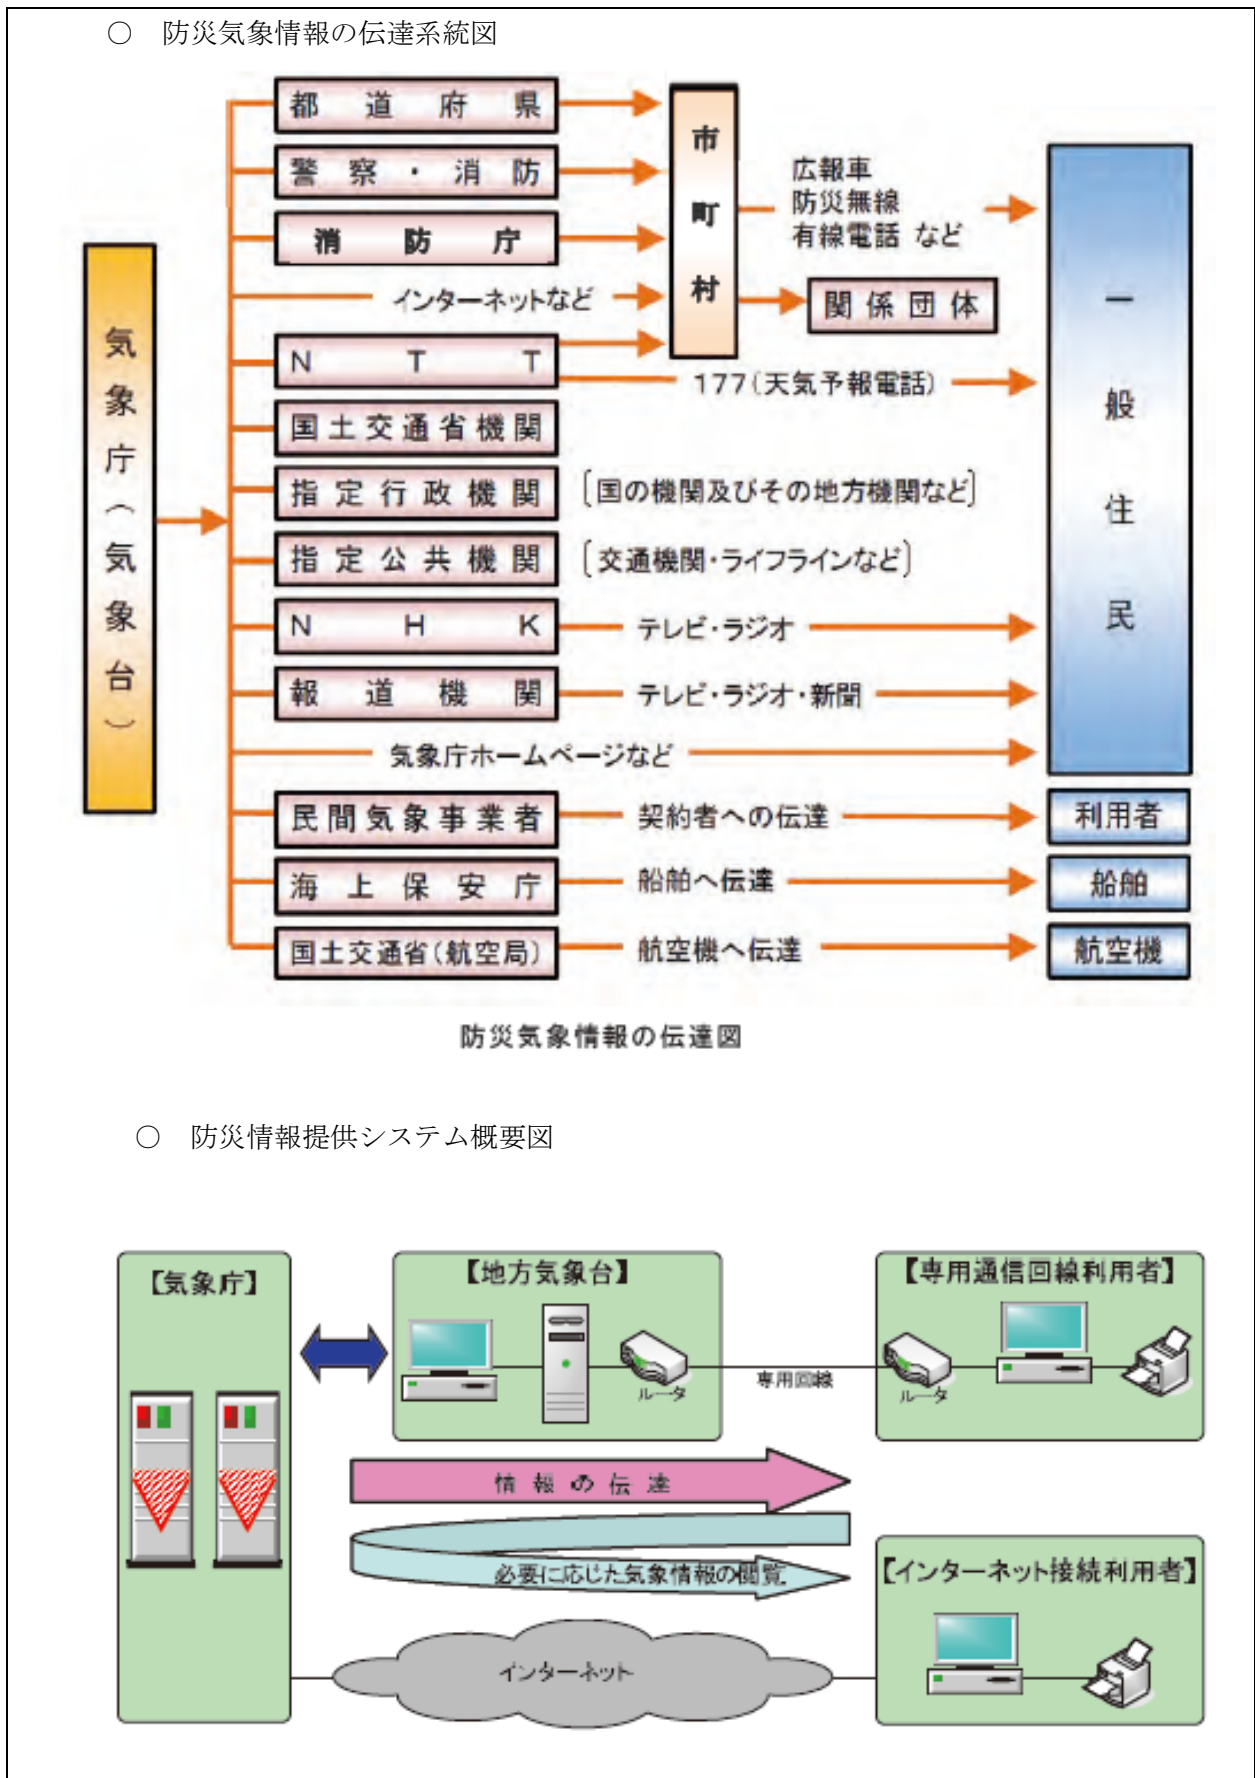 ○ 防災気象情報の伝達系統図
気象庁(気象台)
都道府県
警察・消防
消防庁
インターネットなど
NTT
国土交通省機関
指定行政機関
[国の機関及びその地方機関など]
指定公共機関
[交通機関・ライフラインなど]
NHK
テレビ・ラジオ
報道機関
テレビ・ラジオ・新聞
気象庁ホームページなど
民間気象事業者
契約者への伝達
海上保安庁
船舶へ伝達
国土交通省(航空局)
航空機へ伝達
市町村
広報車
防災無線
有線電話 など
関係団体
177(天気予報電話)
一般住民
利用者
船舶
航空機
防災気象情報の伝達図
○ 防災情報提供システム概要図
【気象庁】
【地方気象台】
ルータ
専用回線
【専用通信回線利用者】
ルータ
情報の伝達
必要に応じた気象情報の閲覧
インターネット
【インターネット接続利用者】